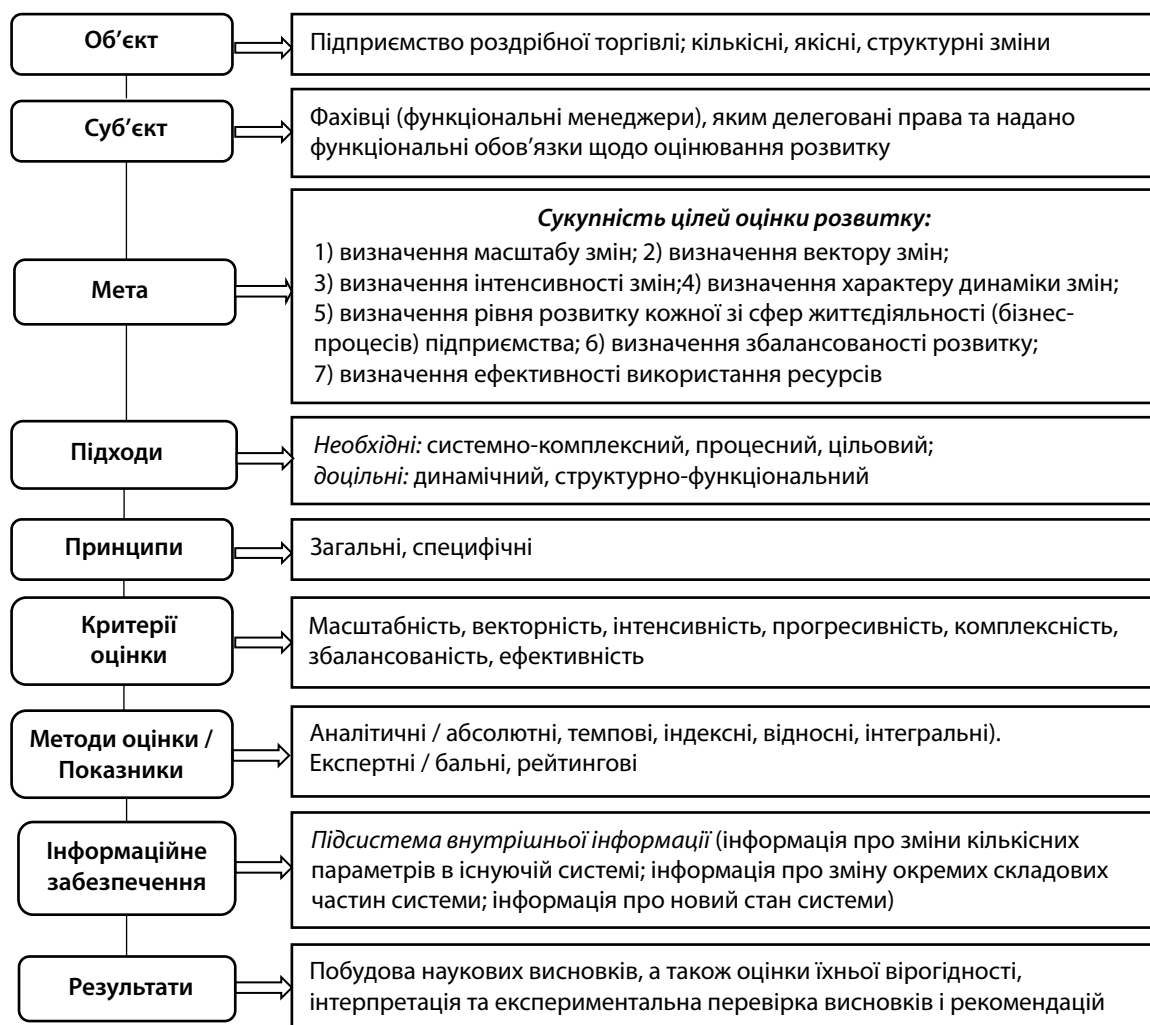 Об’єкт
Підприємство роздрібної торгівлі; кількісні, якісні, структурні зміни
Суб’єкт
Фахівці (функціональні менеджери), яким делеговані права та надано
функціональні обов’язки щодо оцінювання розвитку
Мета
Сукупність цілей оцінки розвитку:
1) визначення масштабу змін; 2) визначення вектору змін;
3) визначення інтенсивності змін;4) визначення характеру динаміки змін;
5) визначення рівня розвитку кожної зі сфер життєдіяльності (бізнес-
процесів) підприємства; 6) визначення збалансованості розвитку;
7) визначення ефективності використання ресурсів
Підходи
Необхідні: системно-комплексний, процесний, цільовий;
доцільні: динамічний, структурно-функціональний
Принципи
Загальні, специфічні
Критерії
оцінки
Масштабність, векторність, інтенсивність, прогресивність, комплексність,
збалансованість, ефективність
Методи оцінки /
Показники
Аналітичні / абсолютні, темпові, індексні, відносні, інтегральні).
Експертні / бальні, рейтингові
Інформаційне
забезпечення
Підсистема внутрішньої інформації (інформація про зміни кількісних
параметрів в існуючій системі; інформація про зміну окремих складових
частин системи; інформація про новий стан системи)
Результати
Побудова наукових висновків, а також оцінки їхньої вірогідності,
інтерпретація та експериментальна перевірка висновків і рекомендацій